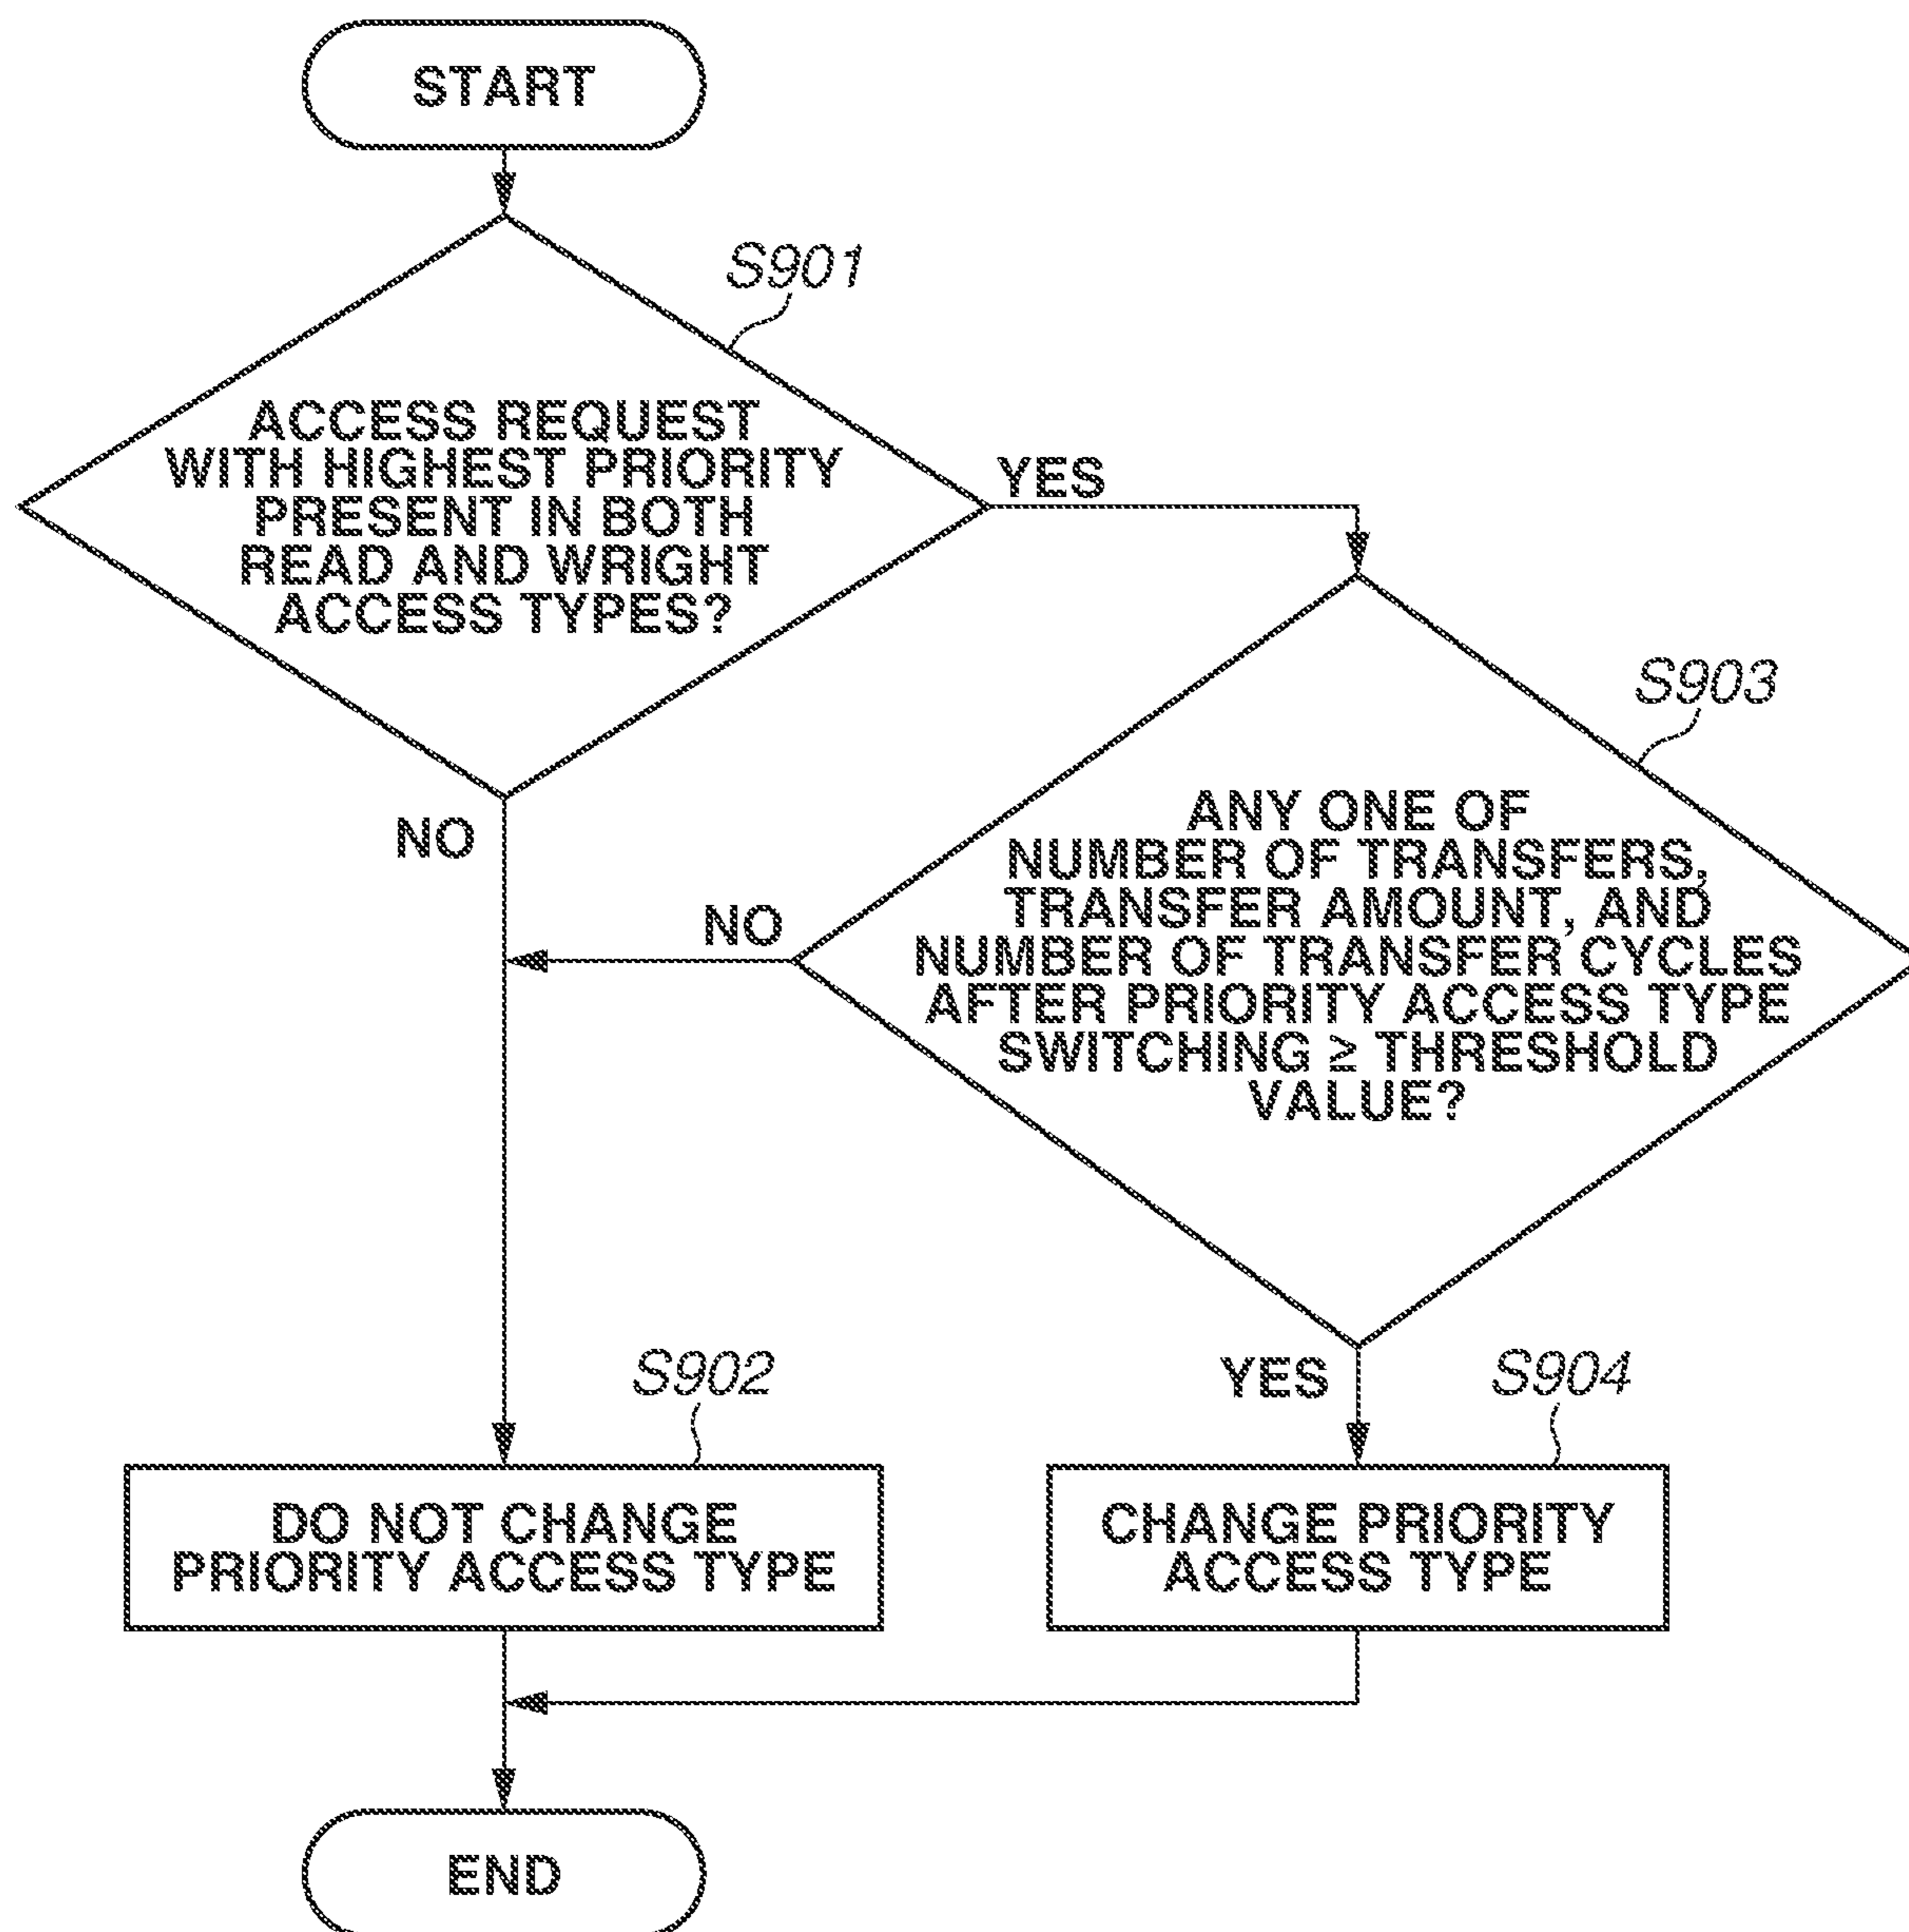 START
S901
ACCESS REQUEST
WITH HIGHEST PRIORITY
PRESENT IN BOTH
READ AND WRIGHT
ACCESS TYPES?
YES
NO
S903
ANY ONE OF
NUMBER OF TRANSFERS,
TRANSFER AMOUNT, AND
NUMBER OF TRANSFER CYCLES
AFTER PRIORITY ACCESS TYPE
SWITCHING ≥ THRESHOLD
VALUE?
NO
YES
S902
DO NOT CHANGE
PRIORITY ACCESS TYPE
S904
CHANGE PRIORITY
ACCESS TYPE
END